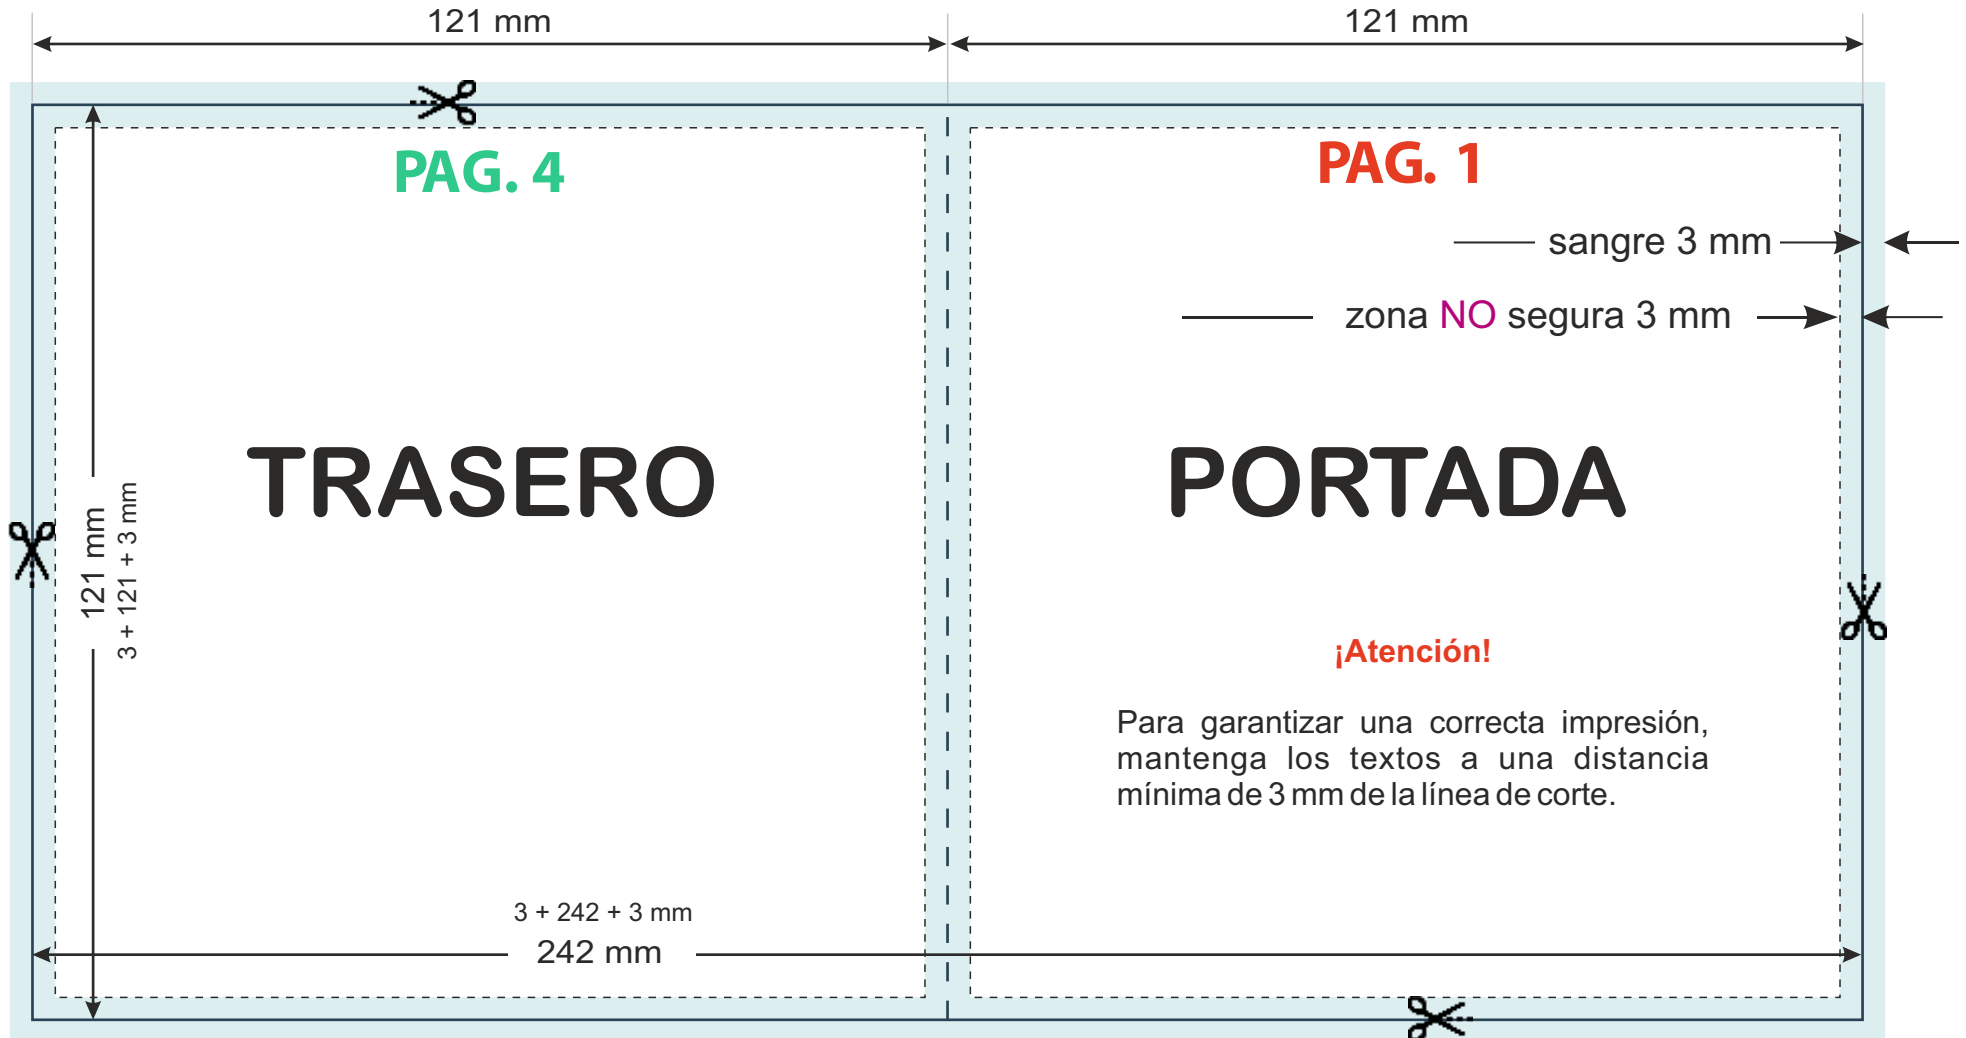 121 mm
121 mm
PAG. 4
PAG. 1
sangre 3 mm
zona NO segura 3 mm
TRASERO
PORTADA
121 mm
3 + 121 + 3 mm
¡Atención!
Para garantizar una correcta impresión,
mantenga los textos a una distancia
mínima de 3 mm de la línea de corte.
3 + 242 + 3 mm
242 mm